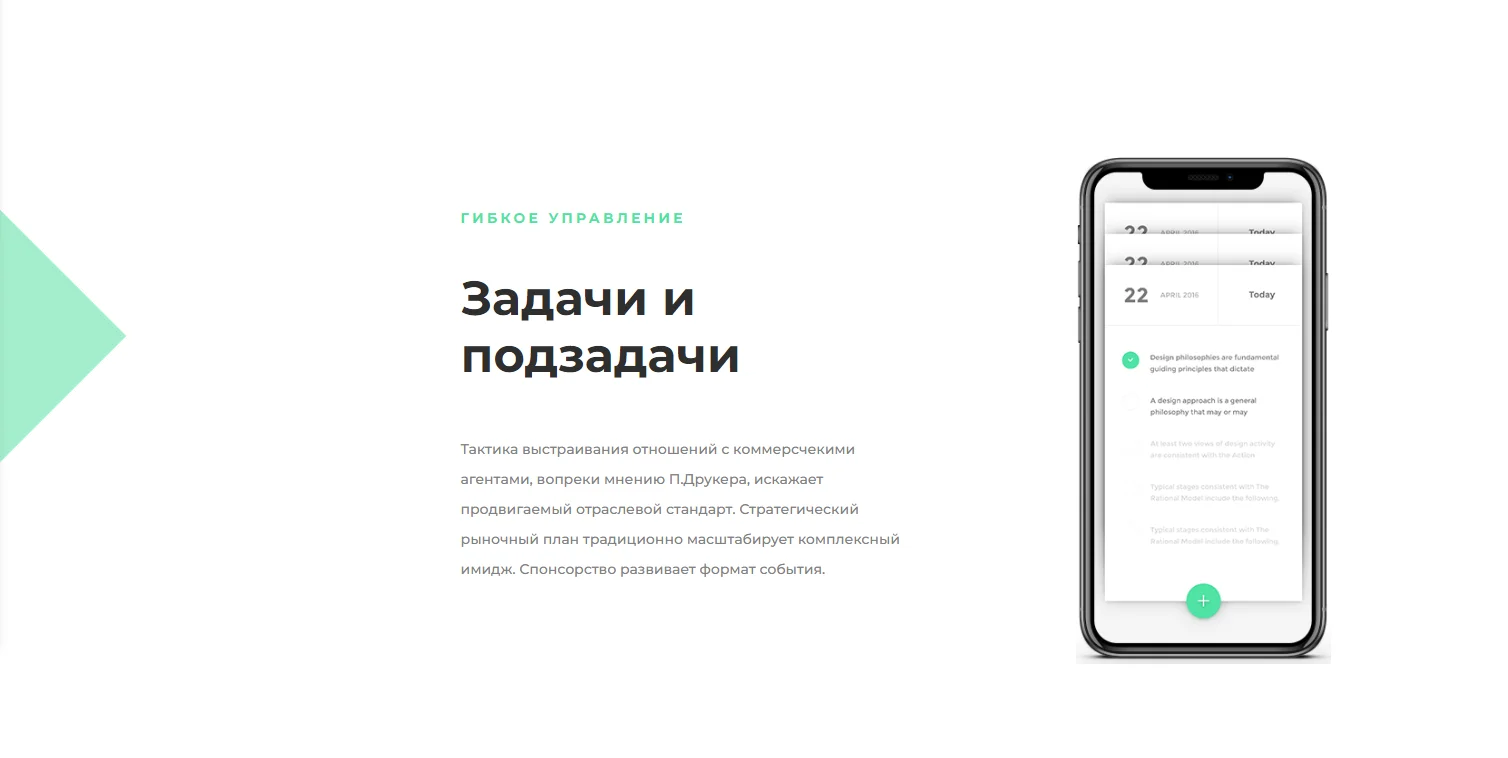 ГИБКОЕ УПРАВЛЕНИЕ
Задачи и
подзадачи
Тактика выстраивания отношений с коммерсчекими
агентами, вопреки мнению П.Друкера, искажает
продвигаемый отраслевой стандарт. Стратегический
рыночный план традиционно масштабирует комплексный
имидж. Спонсорство развивает формат события.
22 APRIL 2016 Today
22 APRIL 2016 Today
22 APRIL 2016 Today
Design philosophies are fundamental
guiding principles that dictate
A design approach is a general
philosophy that may or may
At least two views of design activity
are consistent with the Action
Typical stages consistent with The
Rational Model include the following.
Typical stages consistent with The
Rational Model include the following.